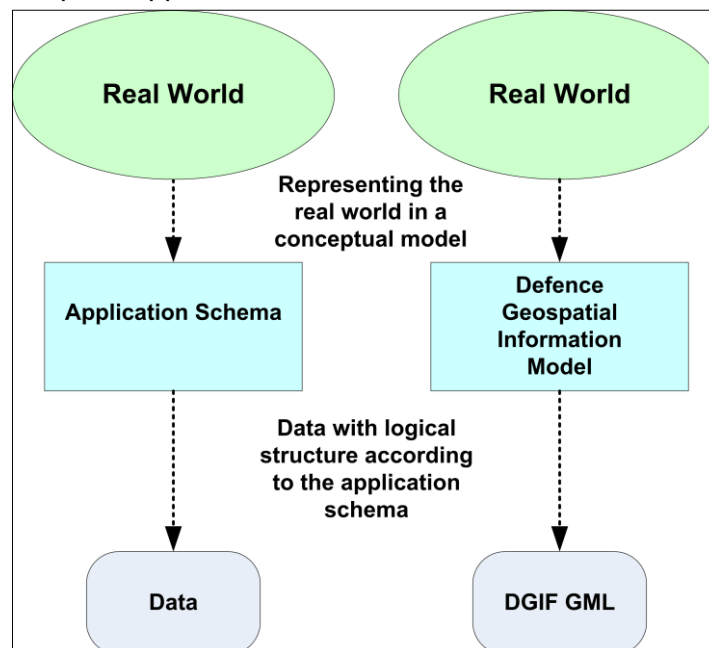 Real World
Real World
Representing the
real world in a
conceptual model
Application Schema
Defence
Geospatial
Information
Model
Data with logical
structure according
to the application
schema
Data
DGIF GML